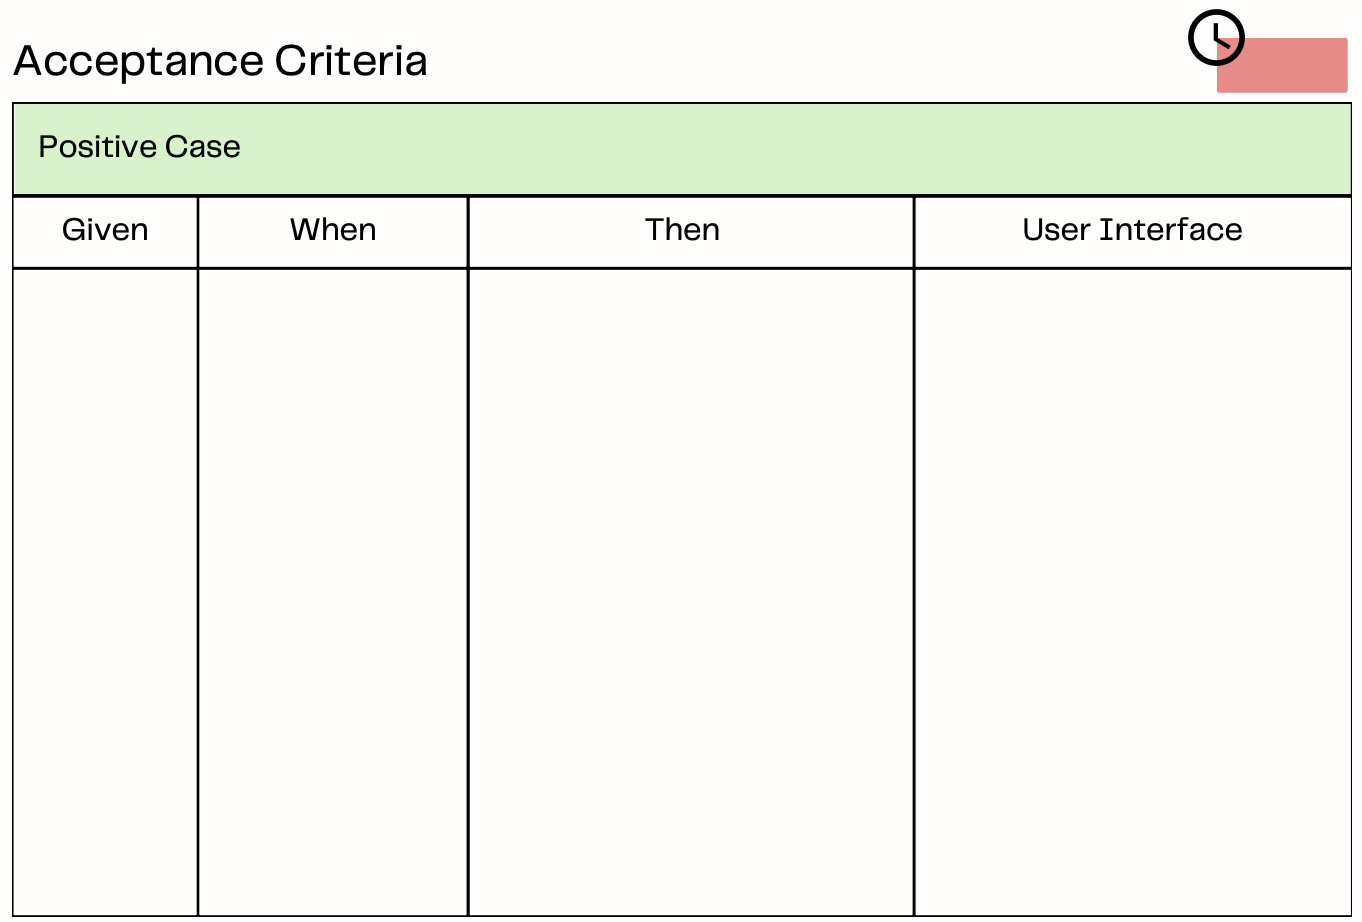 Acceptance Criteria
Positive Case
Given When Then User Interface